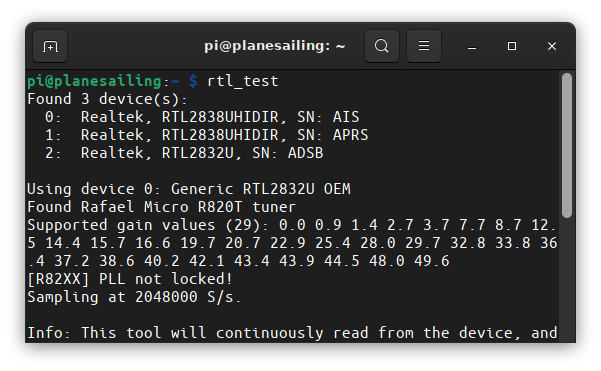 pi@planesailing: ~
pi@planesailing:~ $ rtl_test
Found 3 device(s):
  0:  Realtek, RTL2838UHIDIR, SN: AIS
  1:  Realtek, RTL2838UHIDIR, SN: APRS
  2:  Realtek, RTL2832U, SN: ADSB

Using device 0: Generic RTL2832U OEM
Found Rafael Micro R820T tuner
Supported gain values (29): 0.0 0.9 1.4 2.7 3.7 7.7 8.7 12.
5 14.4 15.7 16.6 19.7 20.7 22.9 25.4 28.0 29.7 32.8 33.8 36
.4 37.2 38.6 40.2 42.1 43.4 43.9 44.5 48.0 49.6
[R82XX] PLL not locked!
Sampling at 2048000 S/s.

Info: This tool will continuously read from the device, and